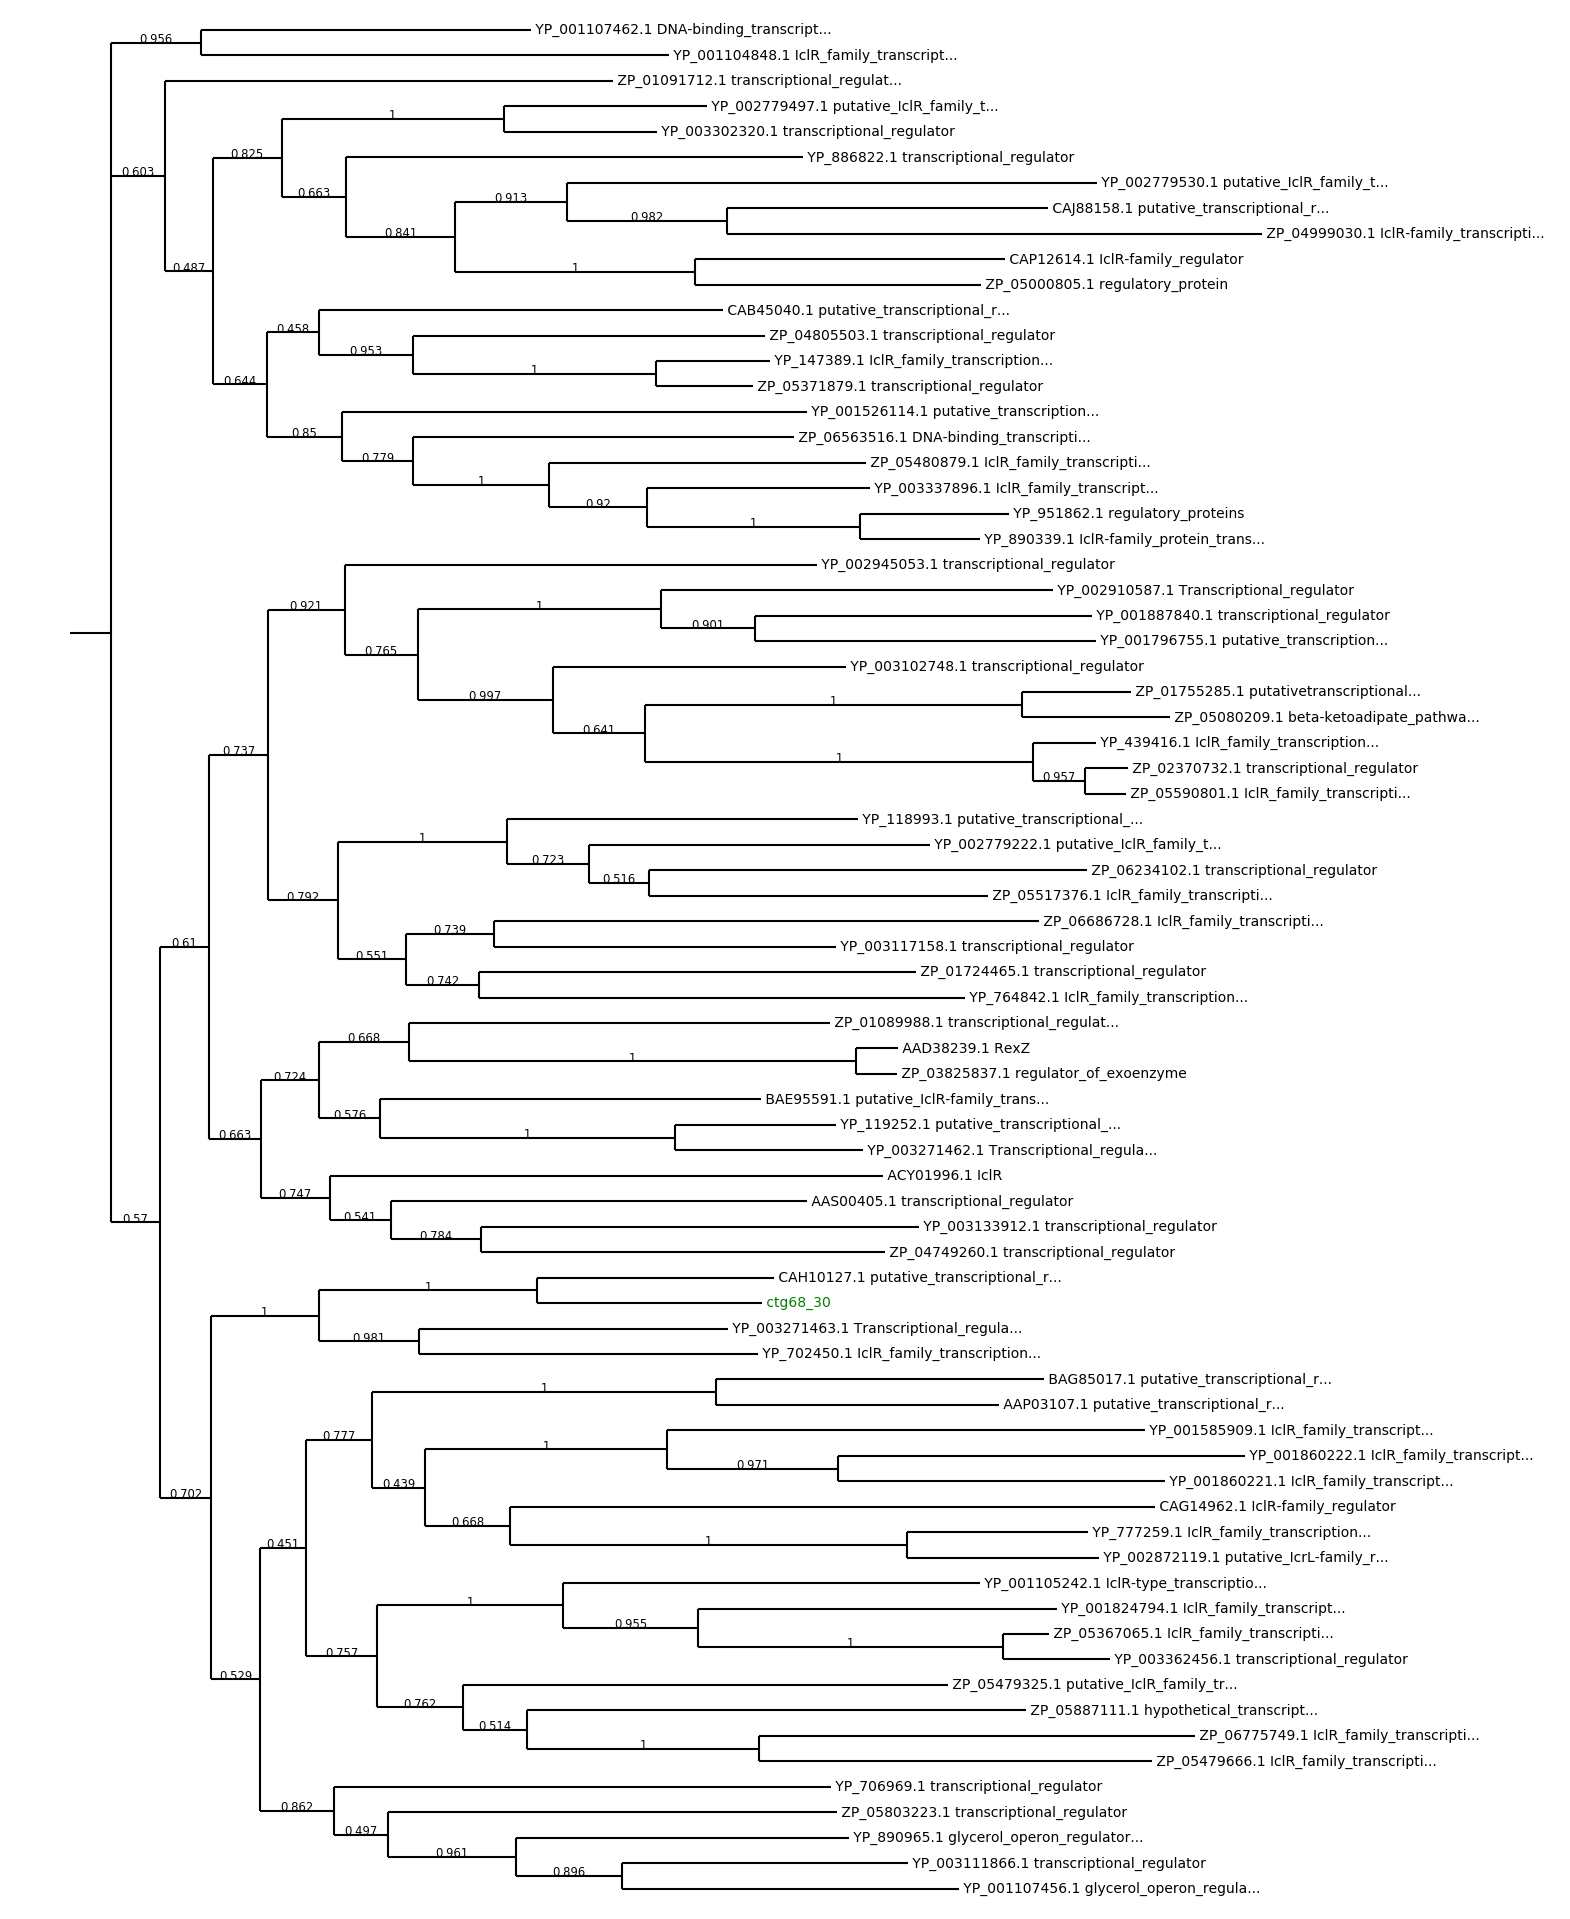 YP_001107462.1 DNA-binding_transcript...
0.956
YP_001104848.1 IclR_family_transcript...
ZP_01091712.1 transcriptional_regulat...
YP_002779497.1 putative_IclR_family_t...
1
YP_003302320.1 transcriptional_regulator
0.825
YP_886822.1 transcriptional_regulator
0.603
YP_002779530.1 putative_IclR_family_t...
0.663
0.913
CAJ88158.1 putative_transcriptional_r...
0.982
0.841
ZP_04999030.1 IclR-family_transcripti...
CAP12614.1 IclR-family_regulator
0.487
1
ZP_05000805.1 regulatory_protein
CAB45040.1 putative_transcriptional_r...
0.458
ZP_04805503.1 transcriptional_regulator
0.953
YP_147389.1 IclR_family_transcription...
1
0.644
ZP_05371879.1 transcriptional_regulator
YP_001526114.1 putative_transcription...
0.85
ZP_06563516.1 DNA-binding_transcripti...
0.779
ZP_05480879.1 IclR_family_transcripti...
1
YP_003337896.1 IclR_family_transcript...
0.92
YP_951862.1 regulatory_proteins
1
YP_890339.1 IclR-family_protein_trans...
YP_002945053.1 transcriptional_regulator
YP_002910587.1 Transcriptional_regulator
0.921
1
YP_001887840.1 transcriptional_regulator
0.901
YP_001796755.1 putative_transcription...
0.765
YP_003102748.1 transcriptional_regulator
ZP_01755285.1 putativetranscriptional...
0.997
1
ZP_05080209.1 beta-ketoadipate_pathwa...
0.641
YP_439416.1 IclR_family_transcription...
0.737
1
ZP_02370732.1 transcriptional_regulator
0.957
ZP_05590801.1 IclR_family_transcripti...
YP_118993.1 putative_transcriptional_...
1
YP_002779222.1 putative_IclR_family_t...
0.723
ZP_06234102.1 transcriptional_regulator
0.516
ZP_05517376.1 IclR_family_transcripti...
0.792
ZP_06686728.1 IclR_family_transcripti...
0.739
YP_003117158.1 transcriptional_regulator
0.61
0.551
ZP_01724465.1 transcriptional_regulator
0.742
YP_764842.1 IclR_family_transcription...
ZP_01089988.1 transcriptional_regulat...
0.668
AAD38239.1 RexZ
1
ZP_03825837.1 regulator_of_exoenzyme
0.724
BAE95591.1 putative_IclR-family_trans...
0.576
YP_119252.1 putative_transcriptional_...
0.663
1
YP_003271462.1 Transcriptional_regula...
ACY01996.1 IclR
0.747
AAS00405.1 transcriptional_regulator
0.541
0.57
YP_003133912.1 transcriptional_regulator
0.784
ZP_04749260.1 transcriptional_regulator
CAH10127.1 putative_transcriptional_r...
1
ctg68_30
1
YP_003271463.1 Transcriptional_regula...
0.981
YP_702450.1 IclR_family_transcription...
BAG85017.1 putative_transcriptional_r...
1
AAP03107.1 putative_transcriptional_r...
YP_001585909.1 IclR_family_transcript...
0.777
1
YP_001860222.1 IclR_family_transcript...
0.971
YP_001860221.1 IclR_family_transcript...
0.439
0.702
CAG14962.1 IclR-family_regulator
0.668
YP_777259.1 IclR_family_transcription...
1
0.451
YP_002872119.1 putative_IcrL-family_r...
YP_001105242.1 IclR-type_transcriptio...
1
YP_001824794.1 IclR_family_transcript...
0.955
ZP_05367065.1 IclR_family_transcripti...
1
0.757
YP_003362456.1 transcriptional_regulator
0.529
ZP_05479325.1 putative_IclR_family_tr...
0.762
ZP_05887111.1 hypothetical_transcript...
0.514
ZP_06775749.1 IclR_family_transcripti...
1
ZP_05479666.1 IclR_family_transcripti...
YP_706969.1 transcriptional_regulator
0.862
ZP_05803223.1 transcriptional_regulator
0.497
YP_890965.1 glycerol_operon_regulator...
0.961
YP_003111866.1 transcriptional_regulator
0.896
YP_001107456.1 glycerol_operon_regula...